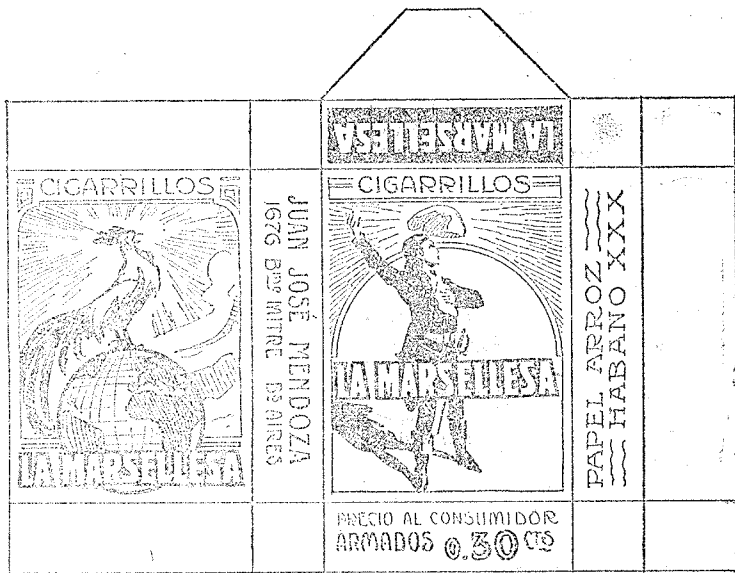 LA MARSELLESA
CIGARRILLOS
LA MARSELLESA
JUAN JOSÉ MENDOZA
1676 Bmé MITRE Bs AIRES
CIGARRILLOS
LA MARSELLESA
PAPEL ARROZ
HABANO XXX
PRECIO AL CONSUMIDOR
ARMADOS 0.30 CTS